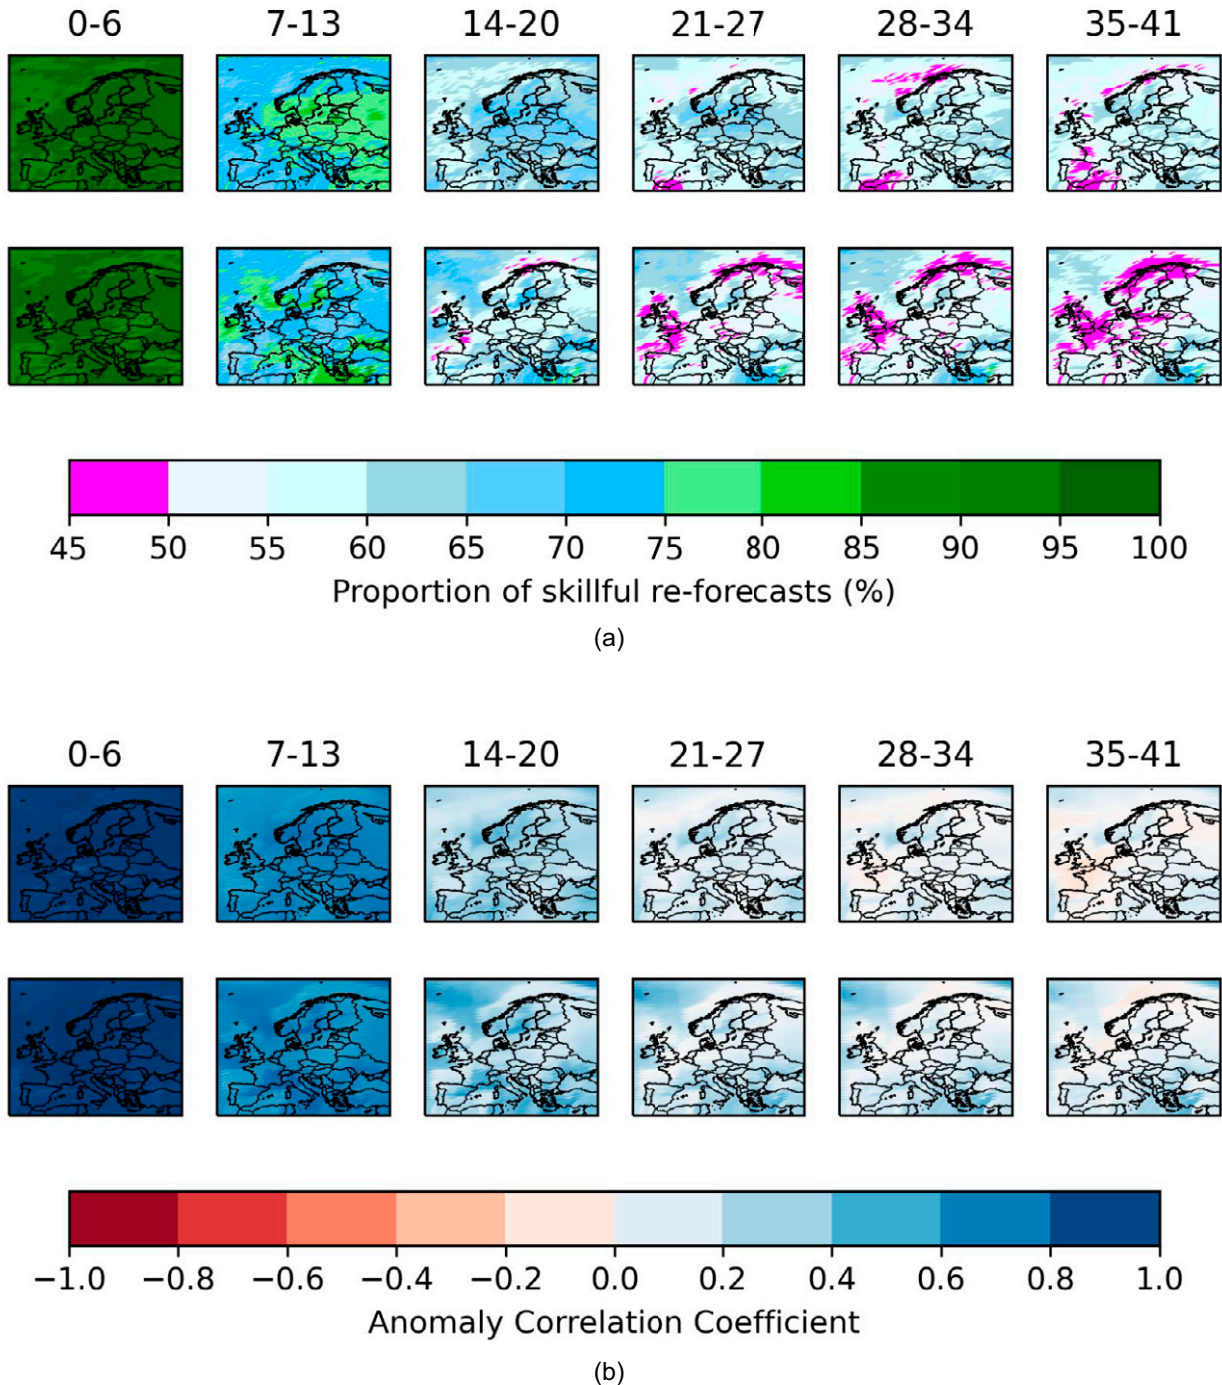 0-6 7-13 14-20 21-27 28-34 35-41
45 50 55 60 65 70 75 80 85 90 95 100
Proportion of skillful re-forecasts (%)
(a)
0-6 7-13 14-20 21-27 28-34 35-41
−1.0 −0.8 −0.6 −0.4 −0.2 0.0 0.2 0.4 0.6 0.8 1.0
Anomaly Correlation Coefficient
(b)